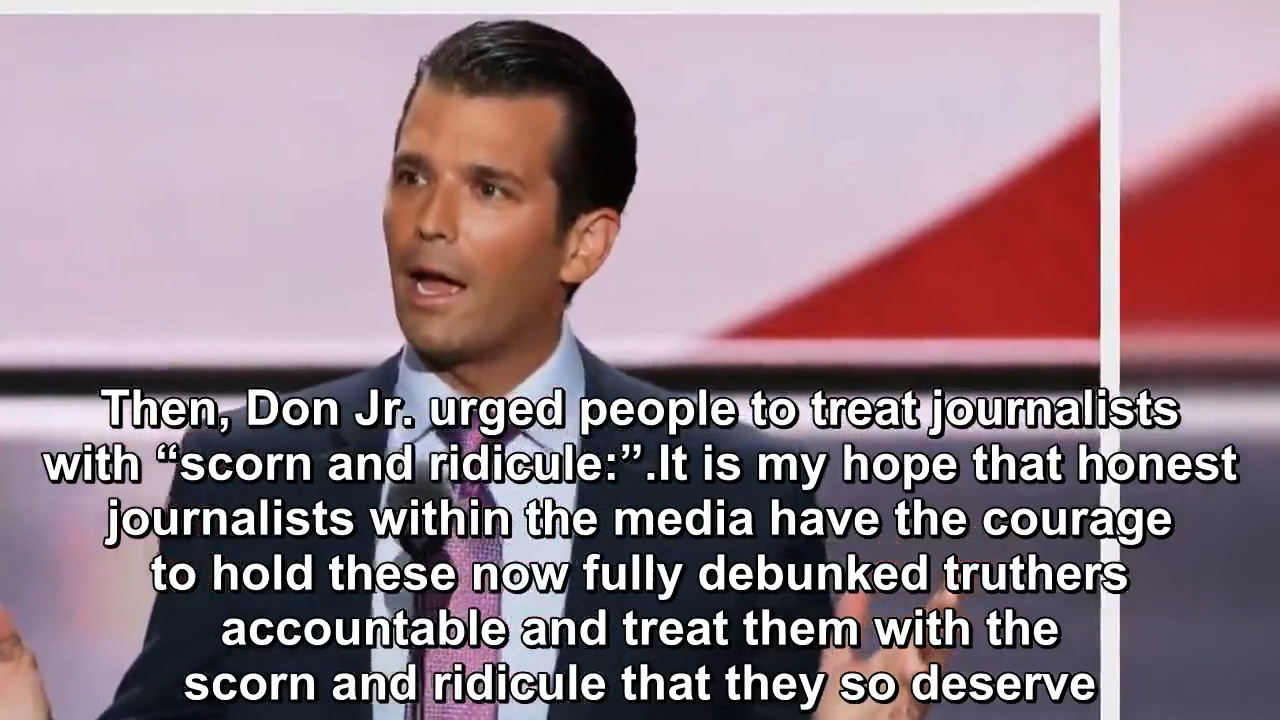 Then, Don Jr. urged people to treat journalists
with “scorn and ridicule:”.It is my hope that honest
journalists within the media have the courage
to hold these now fully debunked truthers
accountable and treat them with the
scorn and ridicule that they so deserve